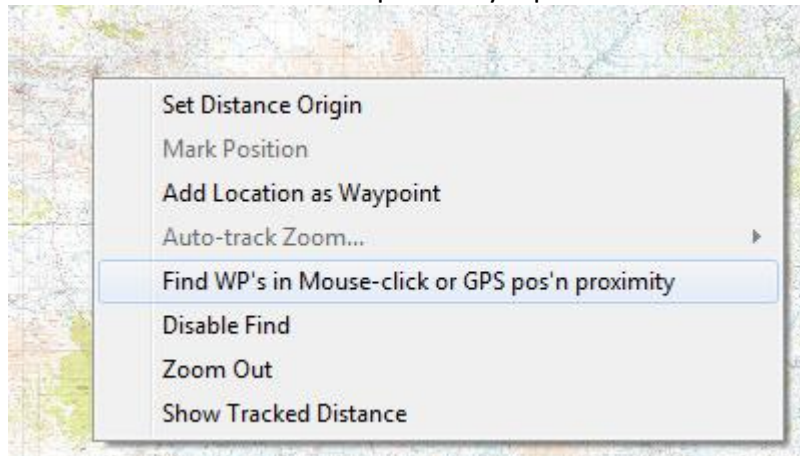 Set Distance Origin
Mark Position
Add Location as Waypoint
Auto-track Zoom...
Find WP's in Mouse-click or GPS pos'n proximity
Disable Find
Zoom Out
Show Tracked Distance